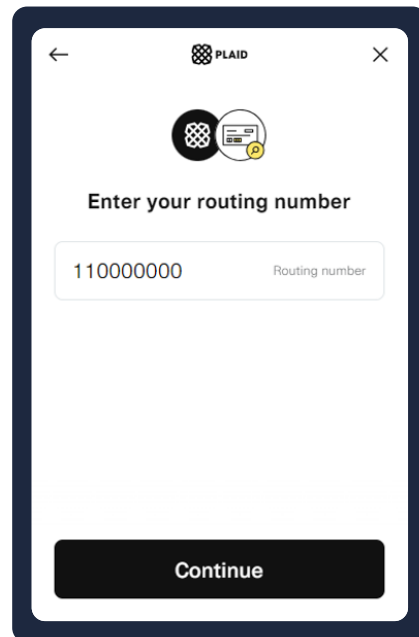 PLAID
Enter your routing number
110000000 Routing number
Continue